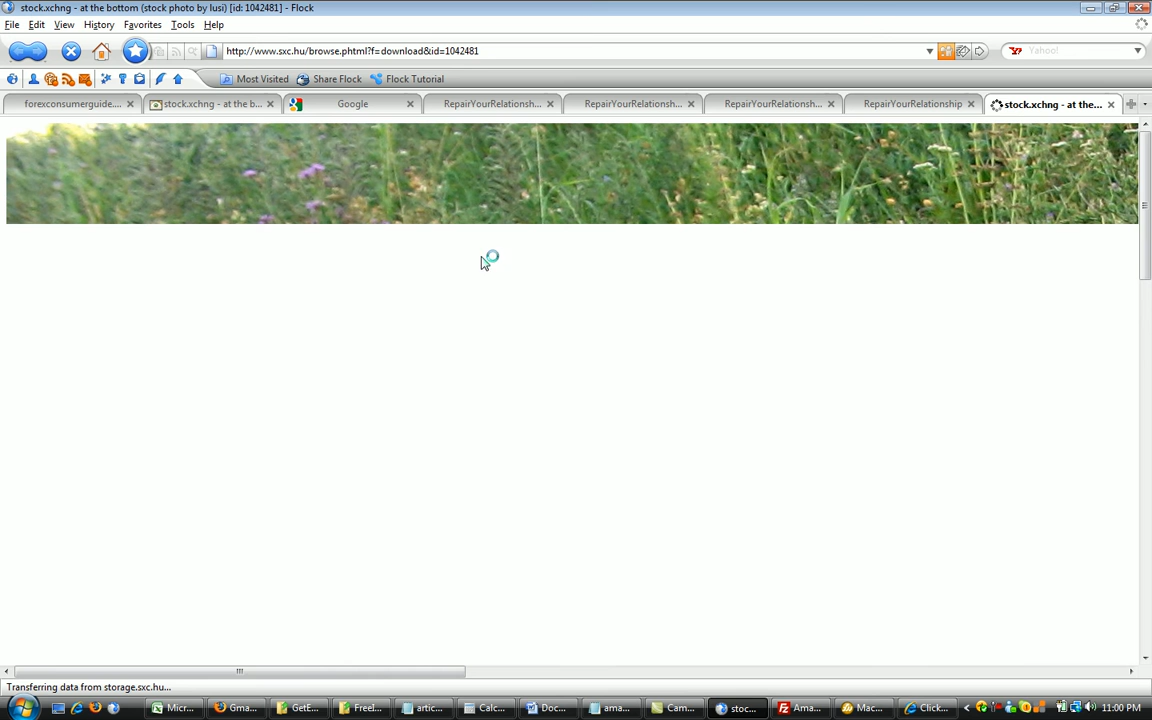 stock.xchng - at the bottom (stock photo by lusi) [id: 1042481] - Flock
File Edit View History Favorites Tools Help
http://www.sxc.hu/browse.phtml?f=download&id=1042481
Yahoo!
Most Visited Share Flock Flock Tutorial
forexconsumerguide.... stock.xchng - at the b... Google RepairYourRelationsh... RepairYourRelationsh... RepairYourRelationsh... RepairYourRelationship stock.xchng - at the...
Transferring data from storage.sxc.hu...
Micr... Gma... GetE... FreeI... artic... Calc... Doc... ama... Cam... stoc... Ama... Mac... Click... 11:00 PM